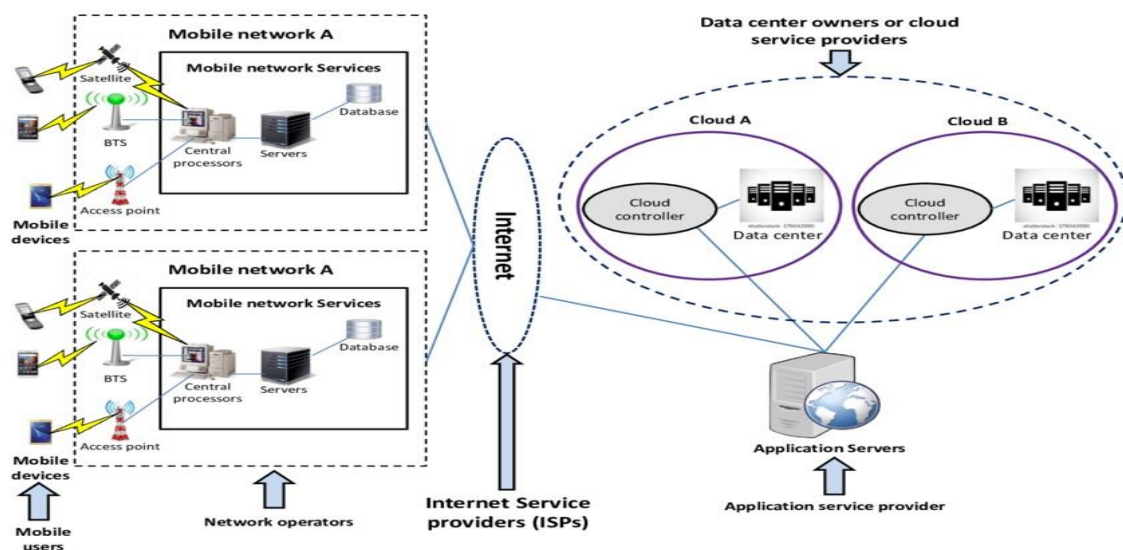 Mobile network A
Mobile network Services
Satellite
BTS
Access point
Central
processors
Servers
Database
Mobile
devices
Mobile network A
Mobile network Services
Satellite
BTS
Access point
Central
processors
Servers
Database
Mobile
devices
Mobile
users
Network operators
Internet
Internet Service
providers (ISPs)
Data center owners or cloud
service providers
Cloud A
Cloud
controller
Data center
Cloud B
Cloud
controller
Data center
Application Servers
Application service provider